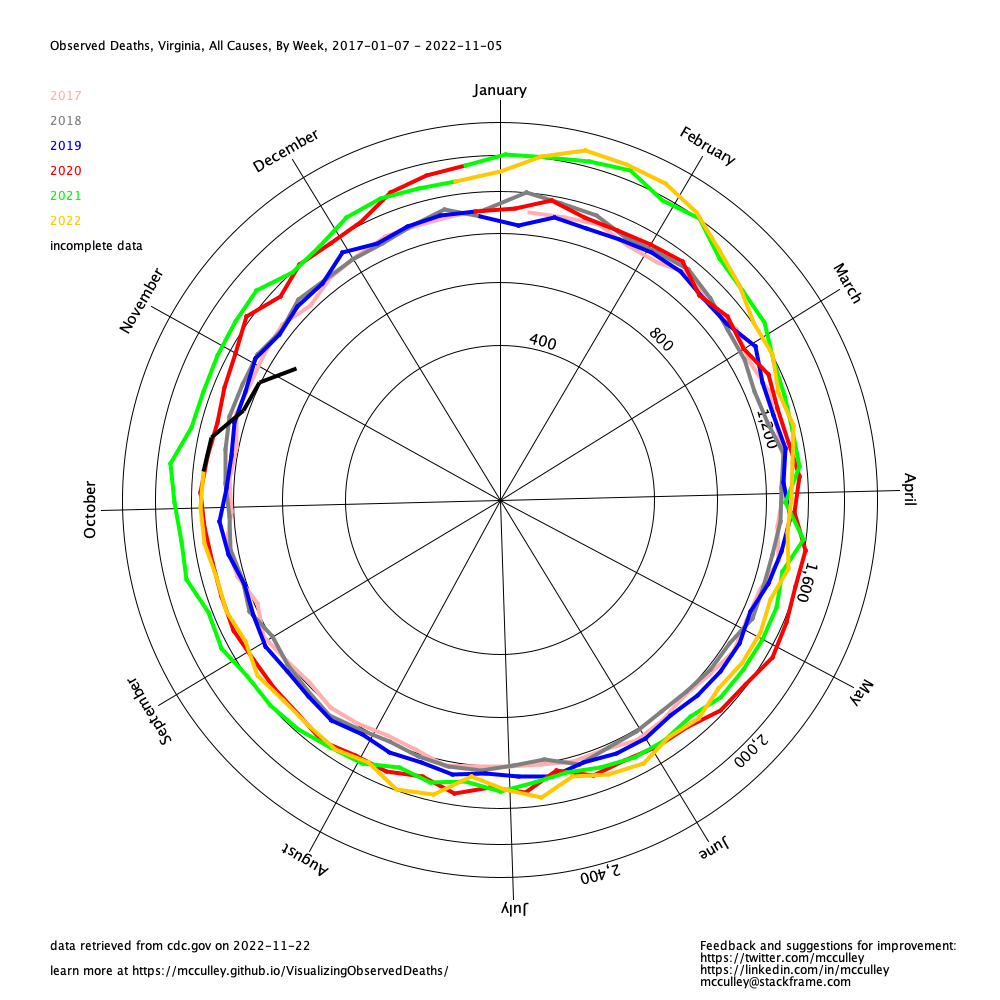 Observed Deaths, Virginia, All Causes, By Week, 2017-01-07 - 2022-11-05
2017
2018
2019
2020
2021
2022
incomplete data
January
February
March
April
May
June
July
August
September
October
November
December
400
800
1,200
1,600
2,000
2,400
data retrieved from cdc.gov on 2022-11-22
learn more at https://mcculley.github.io/VisualizingObservedDeaths/
Feedback and suggestions for improvement:
https://twitter.com/mcculley
https://linkedin.com/in/mcculley
mcculley@stackframe.com